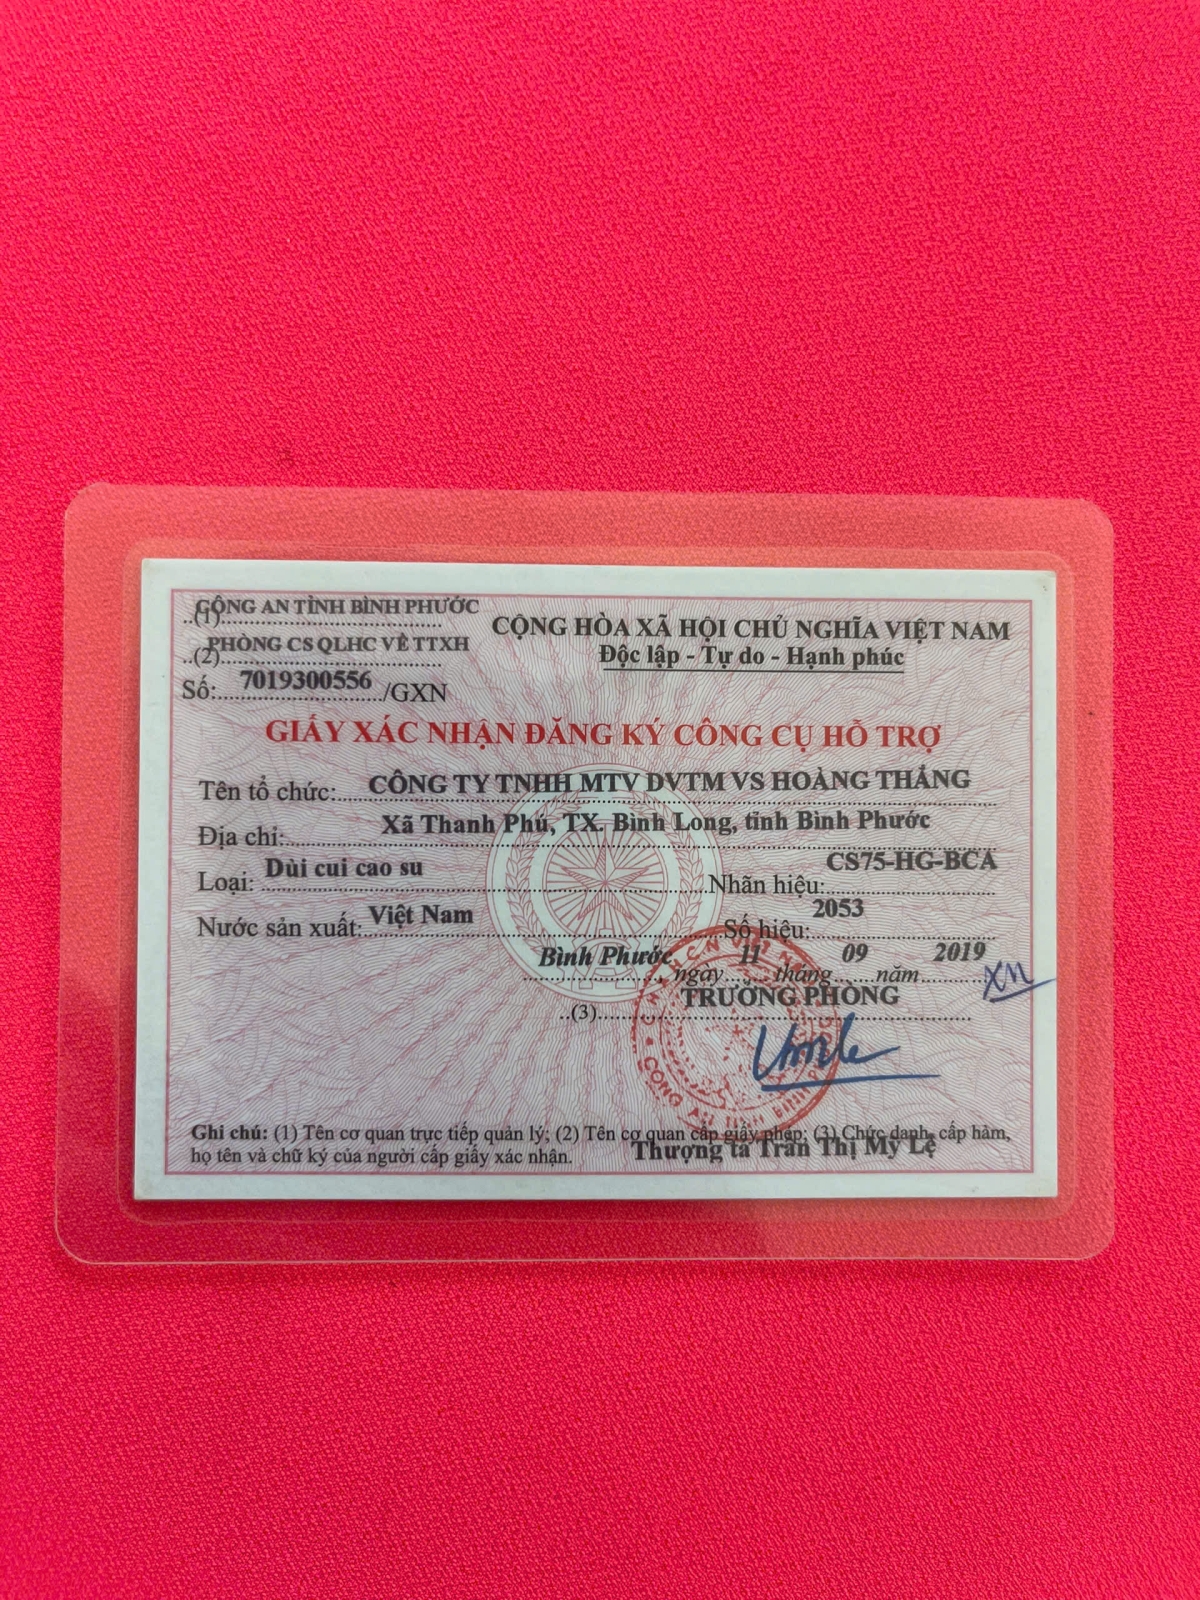 CÔNG AN TỈNH BÌNH PHƯỚC
..(1)..
PHÒNG CS QLHC VỀ TTXH
..(2)..
Số: 7019300556 /GXN
CỘNG HÒA XÃ HỘI CHỦ NGHĨA VIỆT NAM
Độc lập - Tự do - Hạnh phúc
GIẤY XÁC NHẬN ĐĂNG KÝ CÔNG CỤ HỖ TRỢ
Tên tổ chức: CÔNG TY TNHH MTV DVTM VS HOÀNG THẮNG
Địa chỉ: Xã Thanh Phú, TX. Bình Long, tỉnh Bình Phước
Loại: Dùi cui cao su Nhãn hiệu: CS75-HG-BCA
Nước sản xuất: Việt Nam Số hiệu: 2053
Bình Phước, ngày 11 tháng 09 năm 2019
..(3).. TRƯỞNG PHÒNG
CÔNG AN TỈNH BÌNH
Ghi chú: (1) Tên cơ quan trực tiếp quản lý; (2) Tên cơ quan cấp giấy phép; (3) Chức danh, cấp hàm,
họ tên và chữ ký của người cấp giấy xác nhận.
Thượng tá Trần Thị Mỹ Lệ